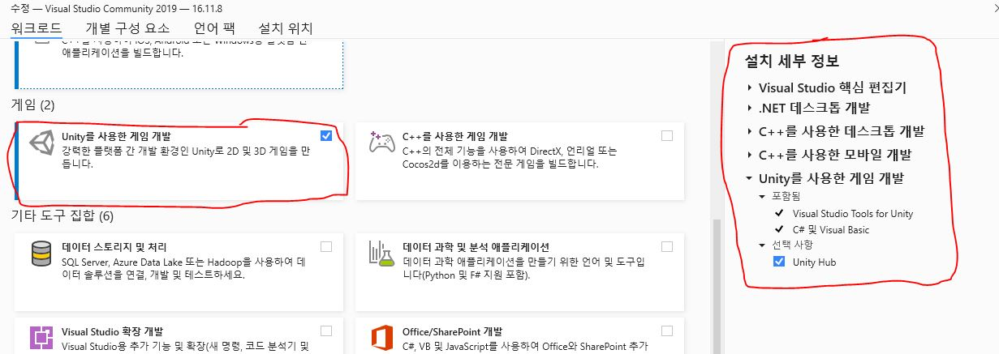 수정 — Visual Studio Community 2019 — 16.11.8
워크로드 개별 구성 요소 언어 팩 설치 위치
애플리케이션을 빌드합니다.
게임 (2)
Unity를 사용한 게임 개발
강력한 플랫폼 간 개발 환경인 Unity로 2D 및 3D 게임을 만
듭니다.
C++를 사용한 게임 개발
C++의 전체 기능을 사용하여 DirectX, 언리얼 또는
Cocos2d를 이용하는 전문 게임을 빌드합니다.
기타 도구 집합 (6)
데이터 스토리지 및 처리
SQL Server, Azure Data Lake 또는 Hadoop을 사용하여 데
이터 솔루션을 연결, 개발 및 테스트하세요.
데이터 과학 및 분석 애플리케이션
데이터 과학 애플리케이션을 만들기 위한 언어 및 도구입
니다(Python 및 F# 지원 포함).
Visual Studio 확장 개발
Visual Studio용 추가 기능 및 확장(새 명령, 코드 분석기 및
Office/SharePoint 개발
C#, VB 및 JavaScript를 사용하여 Office와 SharePoint 추가
설치 세부 정보
Visual Studio 핵심 편집기
.NET 데스크톱 개발
C++를 사용한 데스크톱 개발
C++를 사용한 모바일 개발
Unity를 사용한 게임 개발
포함됨
Visual Studio Tools for Unity
C# 및 Visual Basic
선택 사항
Unity Hub